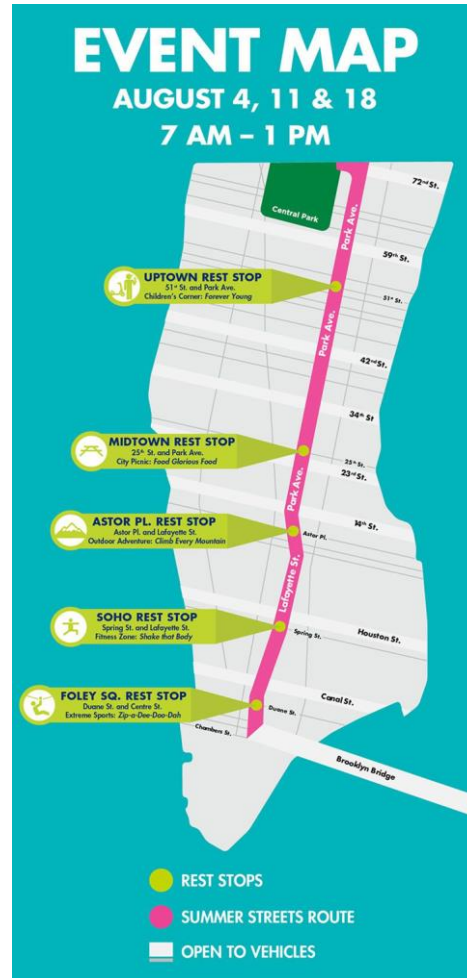 EVENT MAP
AUGUST 4, 11 & 18
7 AM – 1 PM
72nd St.
Central Park
Park Ave.
59th St.
UPTOWN REST STOP
51st St. and Park Ave.
Children's Corner: Forever Young
51st St.
Park Ave.
42nd St.
34th St
MIDTOWN REST STOP
25th St. and Park Ave.
City Picnic: Food Glorious Food
25th St.
23rd St.
Park Ave.
14th St.
ASTOR PL. REST STOP
Astor Pl. and Lafayette St.
Outdoor Adventure: Climb Every Mountain
Astor Pl.
Lafayette St.
SOHO REST STOP
Spring St. and Lafayette St.
Fitness Zone: Shake that Body
Spring St.
Houston St.
FOLEY SQ. REST STOP
Duane St. and Centre St.
Extreme Sports: Zip-a-Dee-Doo-Dah
Canal St.
Duane St.
Chambers St.
Brooklyn Bridge
REST STOPS
SUMMER STREETS ROUTE
OPEN TO VEHICLES